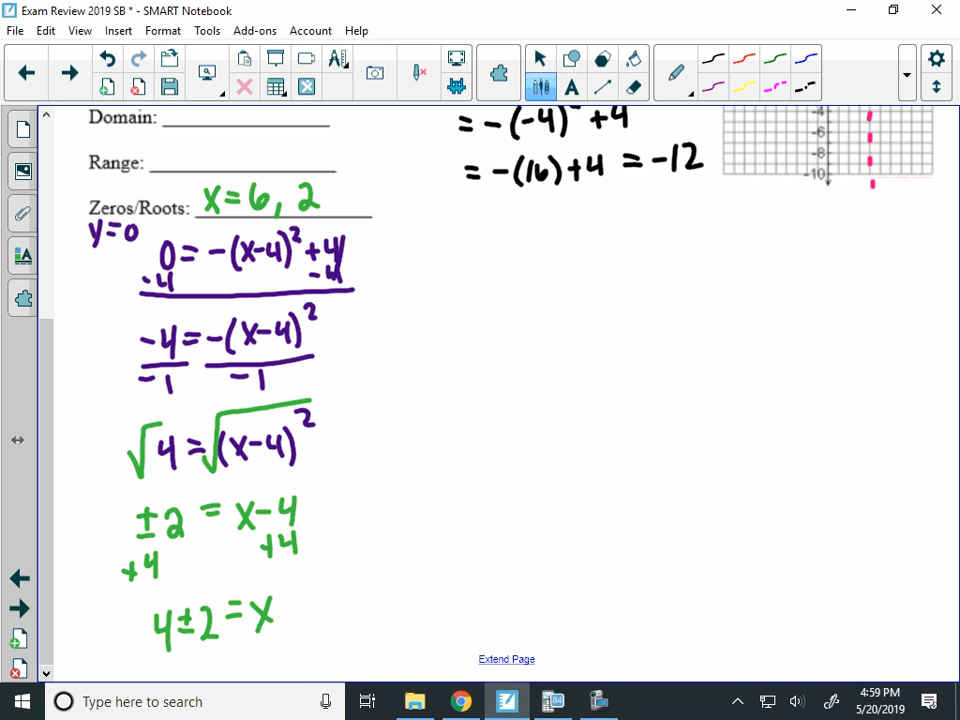 Exam Review 2019 SB * - SMART Notebook
File Edit View Insert Format Tools Add-ons Account Help
Domain: ____________________
= -(-4)² +4
Range: ______________________
= -(16)+4 = -12
-4
-6
-8
-10
Zeros/Roots: x=6, 2
y=0
0 = -(x-4)² +4
-4 -4
-4 = -(x-4)²
-1 -1
√4 = √(x-4)²
±2 = x-4
+4 +4
4±2 = x
Extend Page
Type here to search
84
4:59 PM
5/20/2019